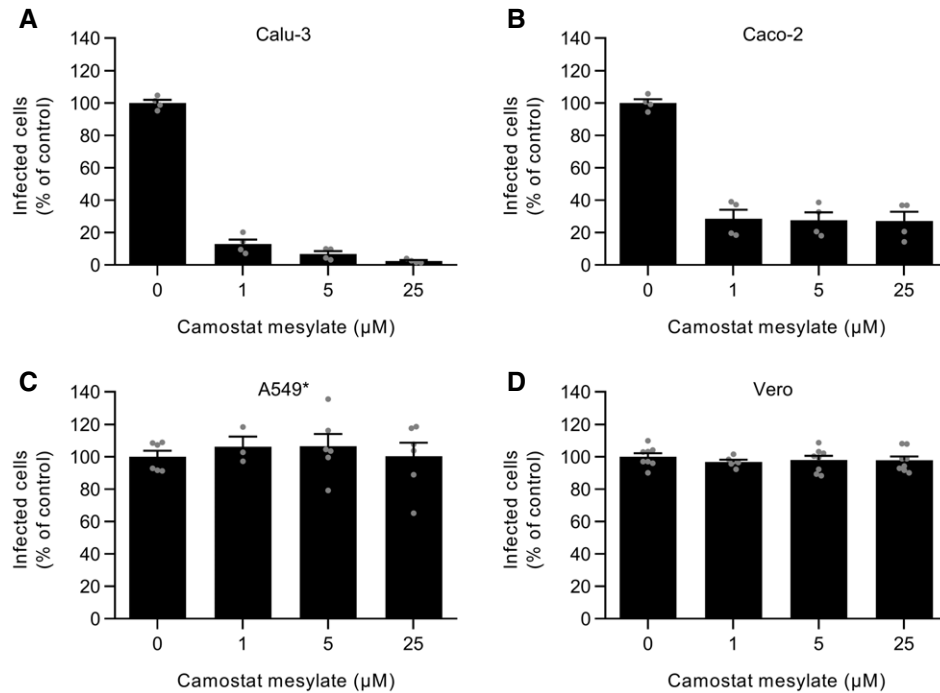 A
Calu-3
140
120
100
80
60
40
20
0
Infected cells
(% of control)
0 1 5 25
Camostat mesylate (µM)
B
Caco-2
140
120
100
80
60
40
20
0
Infected cells
(% of control)
0 1 5 25
Camostat mesylate (µM)
C
A549*
140
120
100
80
60
40
20
0
Infected cells
(% of control)
0 1 5 25
Camostat mesylate (µM)
D
Vero
140
120
100
80
60
40
20
0
Infected cells
(% of control)
0 1 5 25
Camostat mesylate (µM)